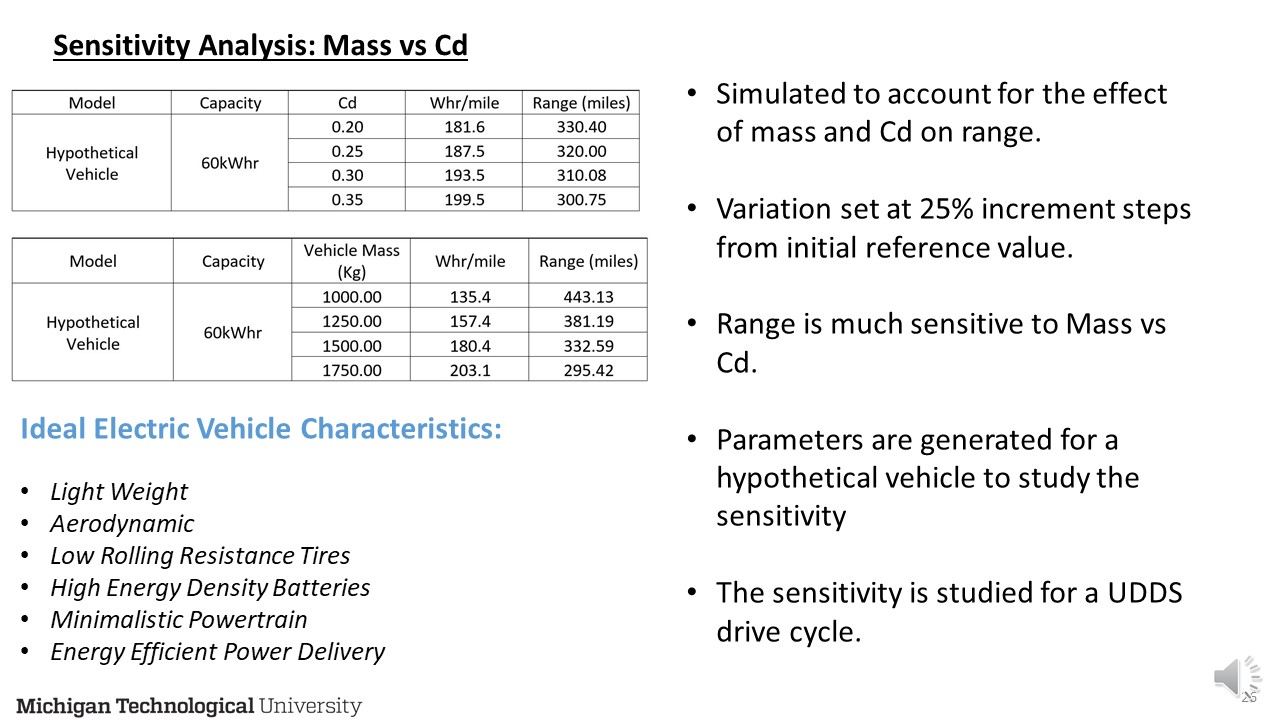 Sensitivity Analysis: Mass vs Cd
Model Capacity Cd Whr/mile Range (miles)
Hypothetical Vehicle 60kWhr 0.20 181.6 330.40
0.25 187.5 320.00
0.30 193.5 310.08
0.35 199.5 300.75
Model Capacity Vehicle Mass (Kg) Whr/mile Range (miles)
Hypothetical Vehicle 60kWhr 1000.00 135.4 443.13
1250.00 157.4 381.19
1500.00 180.4 332.59
1750.00 203.1 295.42
Ideal Electric Vehicle Characteristics:
• Light Weight
• Aerodynamic
• Low Rolling Resistance Tires
• High Energy Density Batteries
• Minimalistic Powertrain
• Energy Efficient Power Delivery
• Simulated to account for the effect
of mass and Cd on range.
• Variation set at 25% increment steps
from initial reference value.
• Range is much sensitive to Mass vs
Cd.
• Parameters are generated for a
hypothetical vehicle to study the
sensitivity
• The sensitivity is studied for a UDDS
drive cycle.
Michigan Technological University